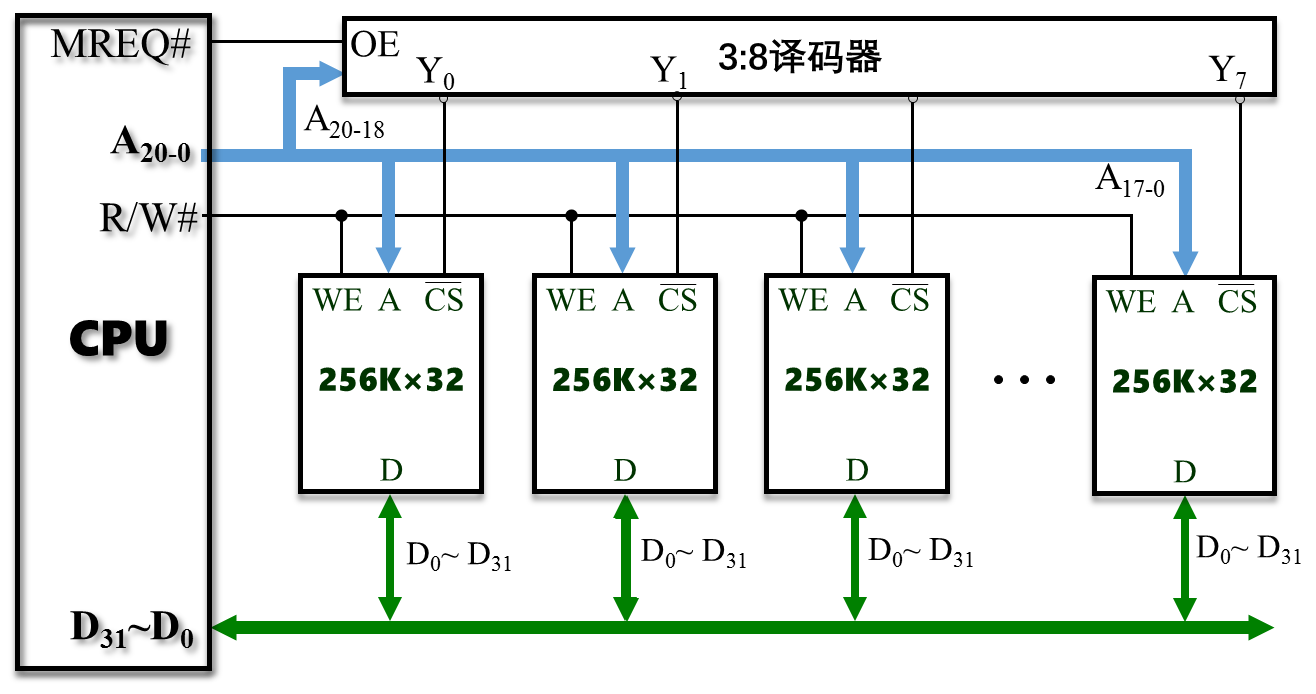 MREQ#
OE
3:8译码器
Y0
Y1
Y7
A20-18
A20-0
A17-0
R/W#
WE A CS
WE A CS
WE A CS
WE A CS
CPU
256K×32
256K×32
256K×32
• • •
256K×32
D
D
D
D
D0~ D31
D0~ D31
D0~ D31
D0~ D31
D31~D0